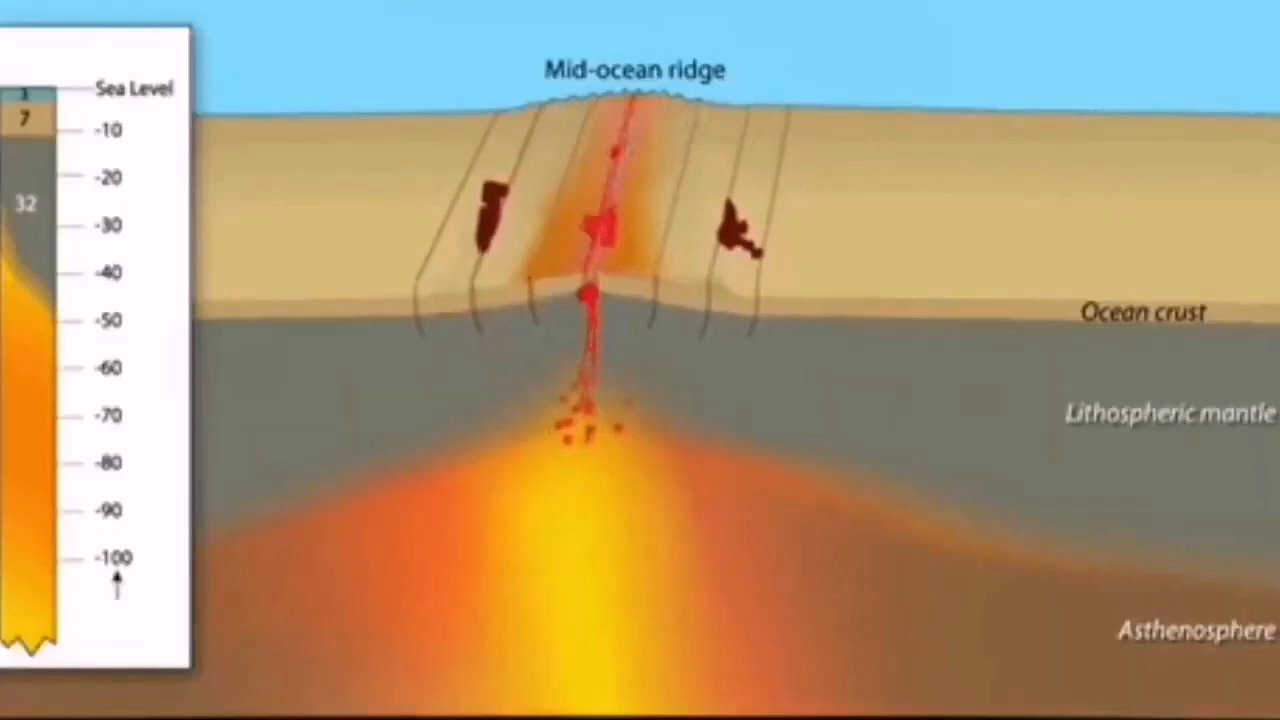 Mid-ocean ridge
Sea Level
1
7
-10
-20
32
-30
-40
-50
-60
-70
-80
-90
-100
Ocean crust
Lithospheric mantle
Asthenosphere